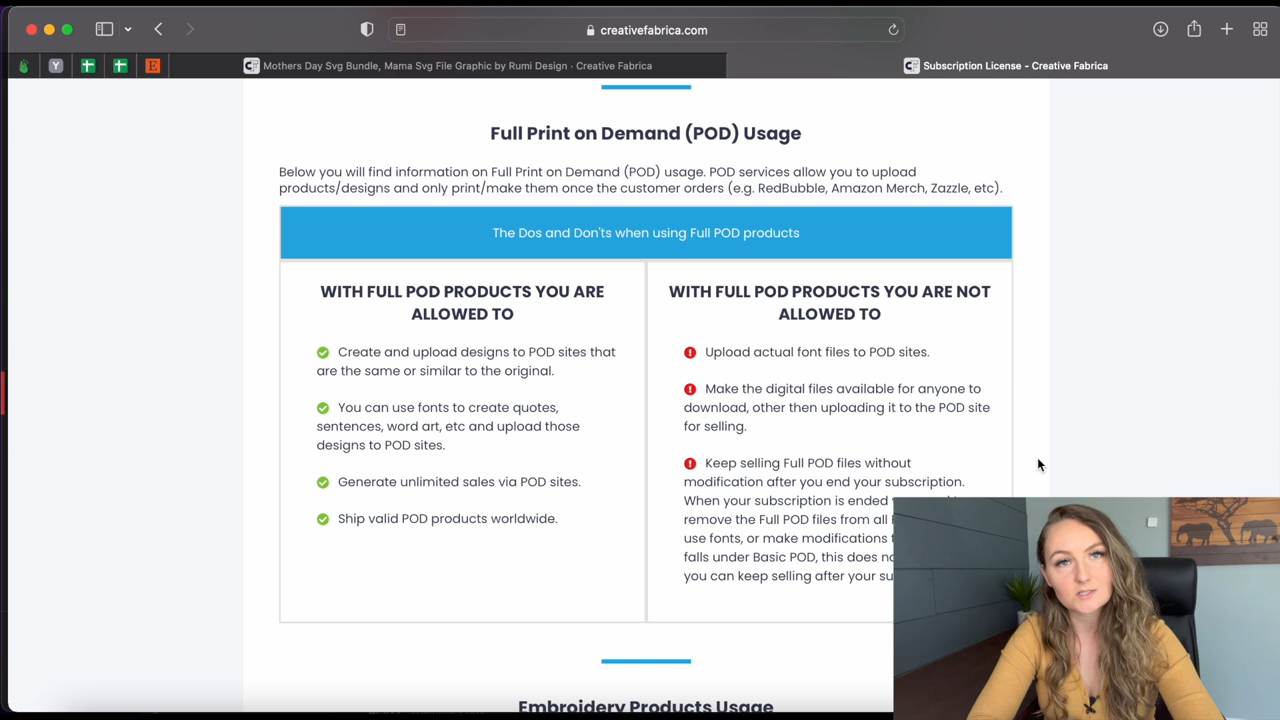 creativefabrica.com
Mothers Day Svg Bundle, Mama Svg File Graphic by Rumi Design · Creative Fabrica
Subscription License – Creative Fabrica
Full Print on Demand (POD) Usage
Below you will find information on Full Print on Demand (POD) usage. POD services allow you to upload
products/designs and only print/make them once the customer orders (e.g. RedBubble, Amazon Merch, Zazzle, etc).
The Dos and Don'ts when using Full POD products
WITH FULL POD PRODUCTS YOU ARE
ALLOWED TO
Create and upload designs to POD sites that
are the same or similar to the original.
You can use fonts to create quotes,
sentences, word art, etc and upload those
designs to POD sites.
Generate unlimited sales via POD sites.
Ship valid POD products worldwide.
WITH FULL POD PRODUCTS YOU ARE NOT
ALLOWED TO
Upload actual font files to POD sites.
Make the digital files available for anyone to
download, other then uploading it to the POD site
for selling.
Keep selling Full POD files without
modification after you end your subscription.
When your subscription is ended
remove the Full POD files from all
use fonts, or make modifications
falls under Basic POD, this does
you can keep selling after your
Embroidery Products Usage